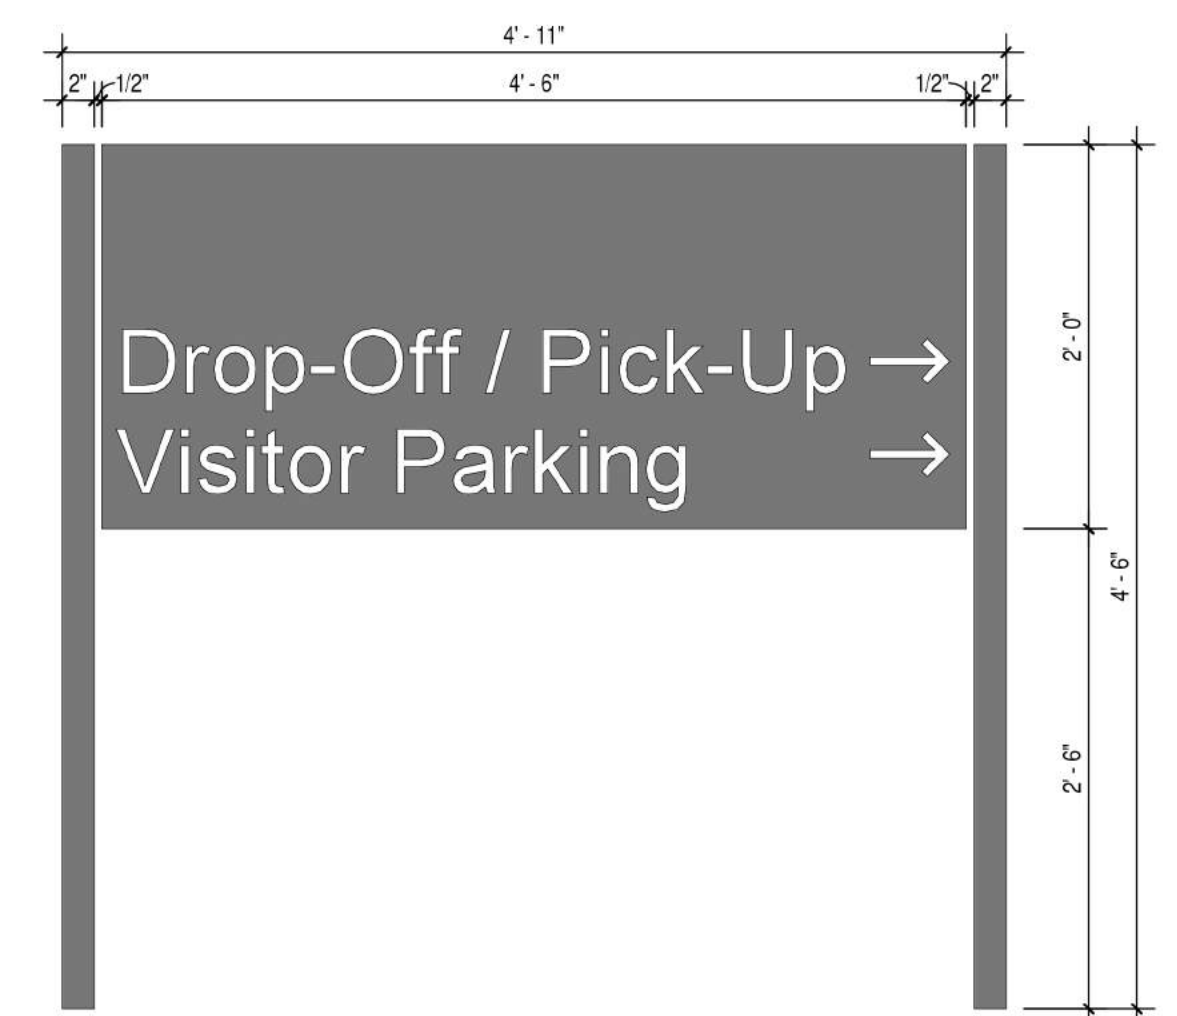 4' - 11"
2" 1/2" 4' - 6" 1/2" 2"
Drop-Off / Pick-Up →
Visitor Parking →
2' - 0"
4' - 6"
2' - 6"